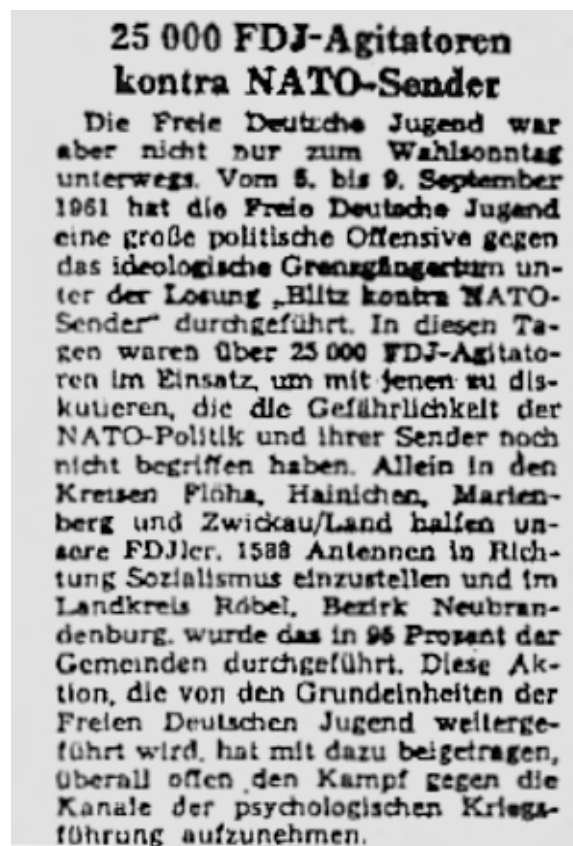 25 000 FDJ-Agitatoren
kontra NATO-Sender
Die Freie Deutsche Jugend war
aber nicht nur zum Wahlsonntag
unterwegs. Vom 5. bis 9. September
1961 hat die Freie Deutsche Jugend
eine große politische Offensive gegen
das ideologische Grenzgängertum un-
ter der Losung „Blitz kontra NATO-
Sender“ durchgeführt. In diesen Ta-
gen waren über 25 000 FDJ-Agitato-
ren im Einsatz, um mit jenen zu dis-
kutieren, die die Gefährlichkeit der
NATO-Politik und ihrer Sender noch
nicht begriffen haben. Allein in den
Kreisen Flöha, Hainichen, Marien-
berg und Zwickau/Land halfen un-
sere FDJler, 1588 Antennen in Rich-
tung Sozialismus einzustellen und im
Landkreis Röbel, Bezirk Neubran-
denburg, wurde das in 95 Prozent der
Gemeinden durchgeführt. Diese Ak-
tion, die von den Grundeinheiten der
Freien Deutschen Jugend weiterge-
führt wird, hat mit dazu beigetragen,
überall offen den Kampf gegen die
Kanäle der psychologischen Kriegs-
führung aufzunehmen.